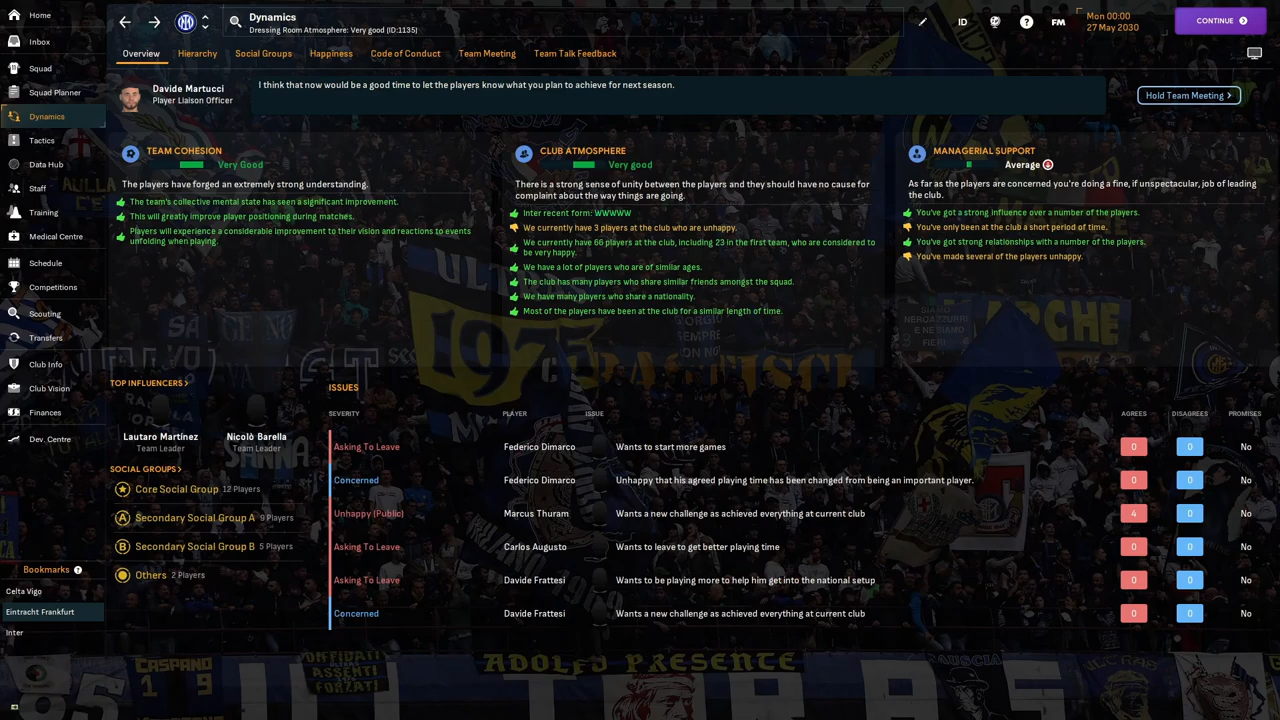 Home
Inbox
Squad
Squad Planner
Dynamics
Tactics
Data Hub
Staff
Training
Medical Centre
Schedule
Competitions
Scouting
Transfers
Club Info
Club Vision
Finances
Dev. Centre
Bookmarks ?
Celta Vigo
Eintracht Frankfurt
Inter
Dynamics
Dressing Room Atmosphere: Very good (ID:1135)
ID
?
FM
Mon 00:00
27 May 2030
CONTINUE
Overview Hierarchy Social Groups Happiness Code of Conduct Team Meeting Team Talk Feedback
Davide Martucci
Player Liaison Officer
I think that now would be a good time to let the players know what you plan to achieve for next season.
Hold Team Meeting >
TEAM COHESION
Very Good
The players have forged an extremely strong understanding.
The team's collective mental state has seen a significant improvement.
This will greatly improve player positioning during matches.
Players will experience a considerable improvement to their vision and reactions to events
unfolding when playing.
CLUB ATMOSPHERE
Very good
There is a strong sense of unity between the players and they should have no cause for
complaint about the way things are going.
Inter recent form: WWWWW
We currently have 3 players at the club who are unhappy.
We currently have 66 players at the club, including 23 in the first team, who are considered to
be very happy.
We have a lot of players who are of similar ages.
The club has many players who share similar friends amongst the squad.
We have many players who share a nationality.
Most of the players have been at the club for a similar length of time.
MANAGERIAL SUPPORT
Average
As far as the players are concerned you're doing a fine, if unspectacular, job of leading
the club.
You've got a strong influence over a number of the players.
You've only been at the club a short period of time.
You've got strong relationships with a number of the players.
You've made several of the players unhappy.
TOP INFLUENCERS >
Lautaro Martínez
Team Leader
Nicolò Barella
Team Leader
SOCIAL GROUPS >
Core Social Group 12 Players
A Secondary Social Group A 9 Players
B Secondary Social Group B 5 Players
Others 2 Players
ISSUES
SEVERITY PLAYER ISSUE AGREES DISAGREES PROMISES
Asking To Leave Federico Dimarco Wants to start more games 0 0 No
Concerned Federico Dimarco Unhappy that his agreed playing time has been changed from being an important player. 0 0 No
Unhappy (Public) Marcus Thuram Wants a new challenge as achieved everything at current club 4 0 No
Asking To Leave Carlos Augusto Wants to leave to get better playing time 0 0 No
Asking To Leave Davide Frattesi Wants to be playing more to help him get into the national setup 0 0 No
Concerned Davide Frattesi Wants a new challenge as achieved everything at current club 0 0 No
ADOLFO PRESENTE